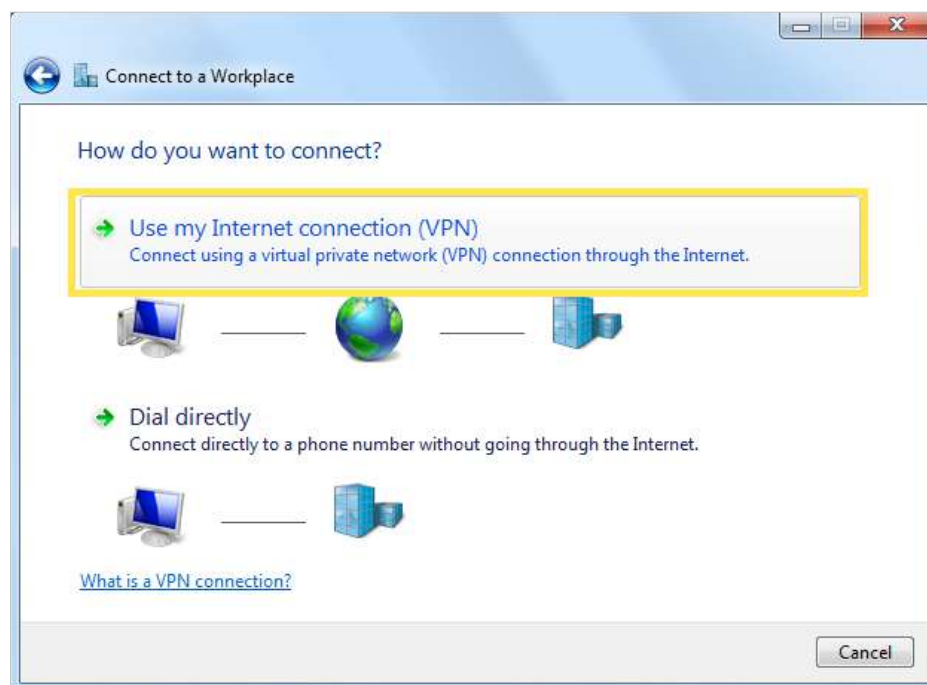 Connect to a Workplace
How do you want to connect?
Use my Internet connection (VPN)
Connect using a virtual private network (VPN) connection through the Internet.
Dial directly
Connect directly to a phone number without going through the Internet.
What is a VPN connection?
Cancel